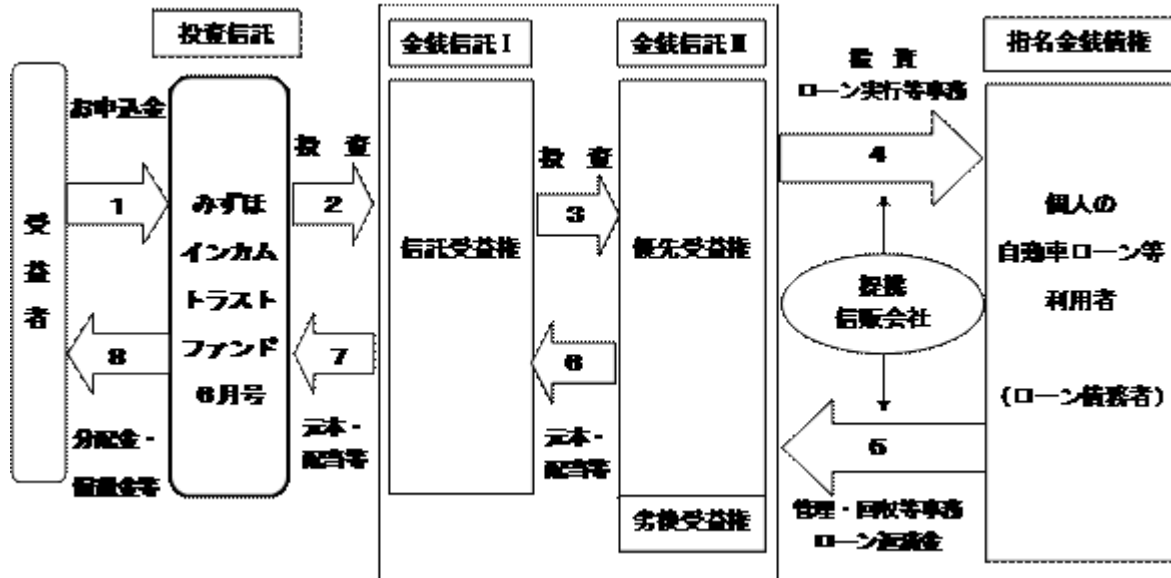 投資信託
金銭信託Ⅰ
金銭信託Ⅱ
指名金銭債権
お申込金
投 資
投 資
投 資
ローン実行等事務
1
2
3
4
受益者
みずほ
インカム
トラスト
ファンド
6月号
信託受益権
優先受益権
提携
信販会社
個人の
自動車ローン等
利用者
(ローン債務者)
8
7
6
5
分配金・
償還金等
元本・
配当等
元本・
配当等
劣後受益権
管理・回収等事務
ローン返済金